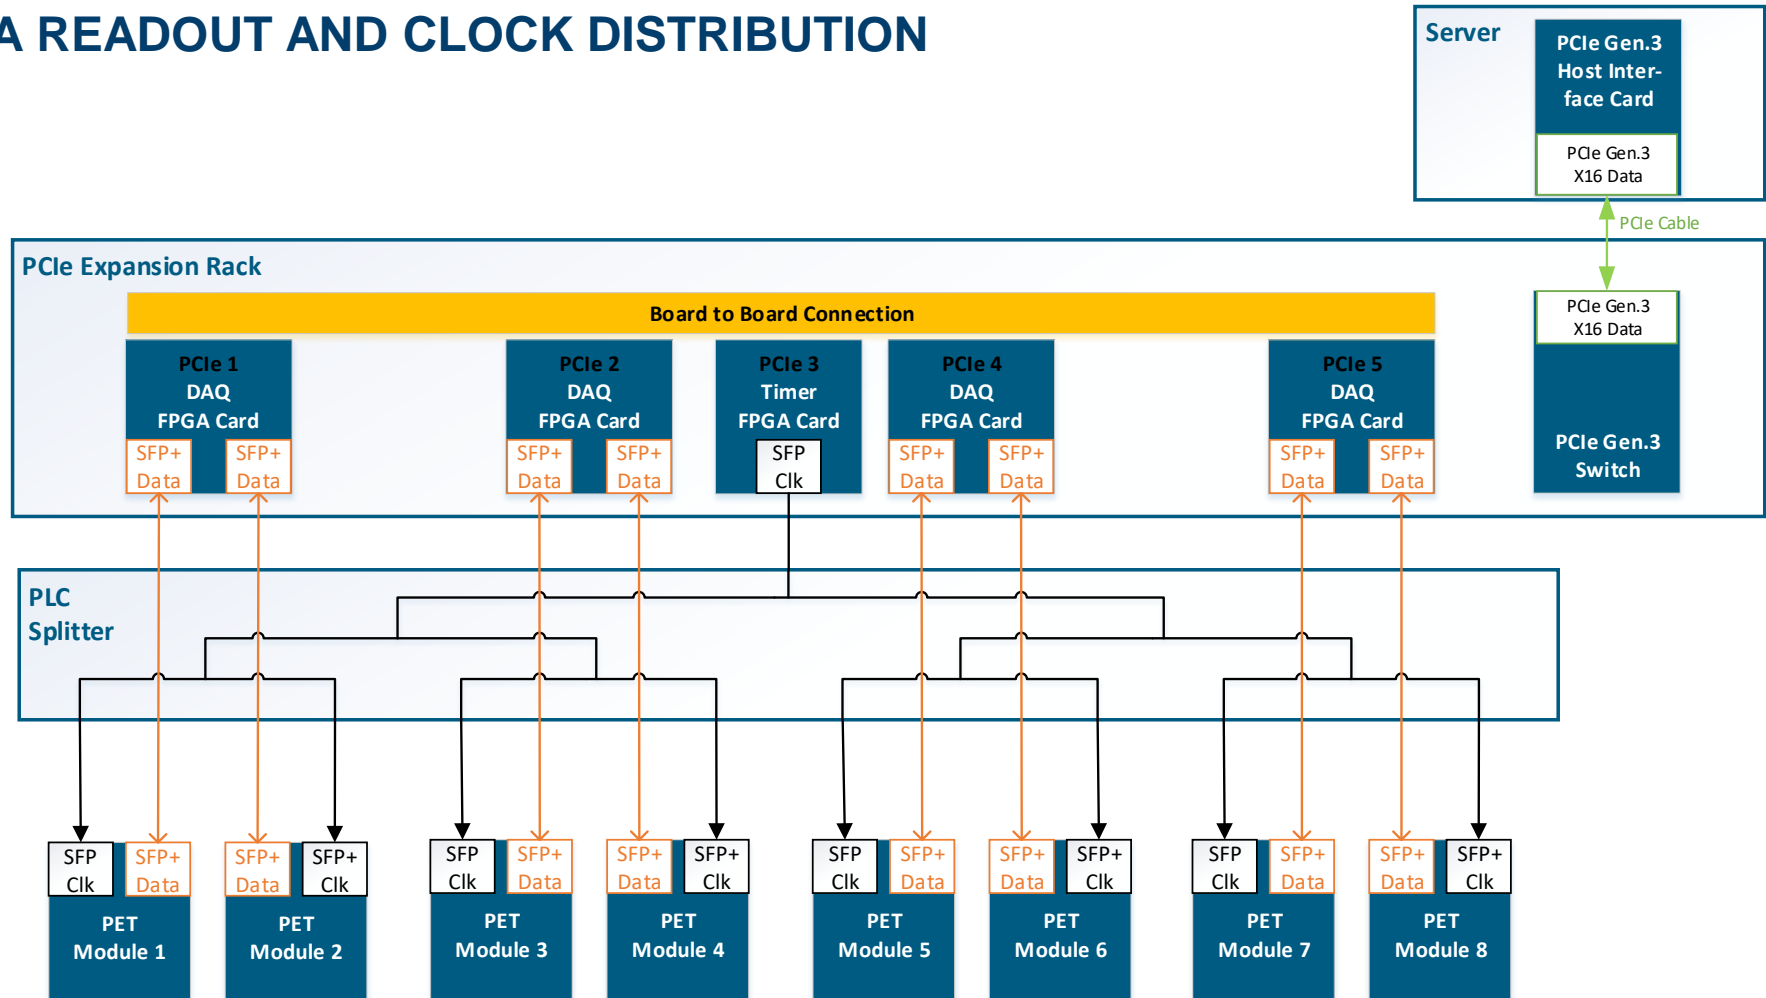 A READOUT AND CLOCK DISTRIBUTION
Server
PCIe Gen.3
Host Inter-
face Card
PCIe Gen.3
X16 Data
PCIe Cable
PCIe Expansion Rack
Board to Board Connection
PCIe Gen.3
X16 Data
PCIe Gen.3
Switch
PCIe 1
DAQ
FPGA Card
SFP+
Data
SFP+
Data
PCIe 2
DAQ
FPGA Card
SFP+
Data
SFP+
Data
PCIe 3
Timer
FPGA Card
SFP
Clk
PCIe 4
DAQ
FPGA Card
SFP+
Data
SFP+
Data
PCIe 5
DAQ
FPGA Card
SFP+
Data
SFP+
Data
PLC
Splitter
SFP
Clk
SFP+
Data
PET
Module 1
SFP+
Data
SFP+
Clk
PET
Module 2
SFP
Clk
SFP+
Data
PET
Module 3
SFP+
Data
SFP+
Clk
PET
Module 4
SFP
Clk
SFP+
Data
PET
Module 5
SFP+
Data
SFP+
Clk
PET
Module 6
SFP
Clk
SFP+
Data
PET
Module 7
SFP+
Data
SFP+
Clk
PET
Module 8